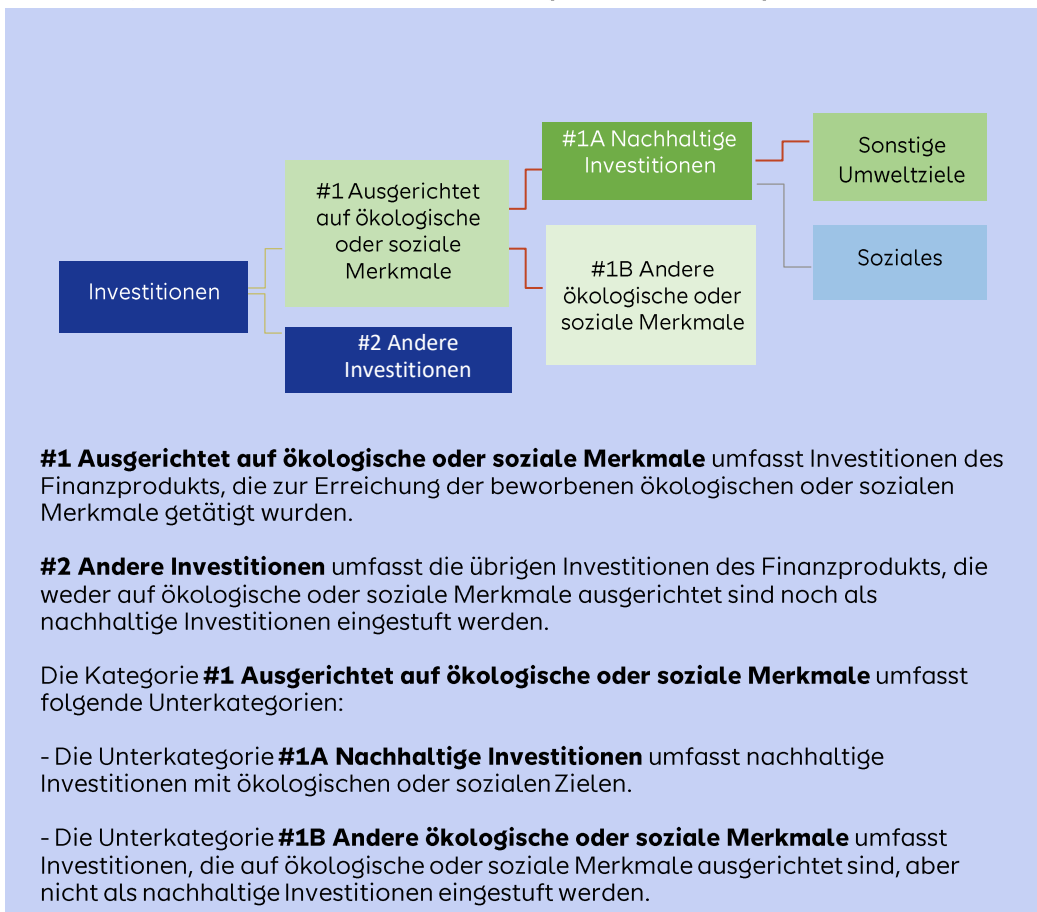 #1A Nachhaltige
Investitionen
Sonstige
Umweltziele
#1 Ausgerichtet
auf ökologische
oder soziale
Merkmale
Soziales
#1B Andere
ökologische oder
soziale Merkmale
Investitionen
#2 Andere
Investitionen
#1 Ausgerichtet auf ökologische oder soziale Merkmale umfasst Investitionen des
Finanzprodukts, die zur Erreichung der beworbenen ökologischen oder sozialen
Merkmale getätigt wurden.
#2 Andere Investitionen umfasst die übrigen Investitionen des Finanzprodukts, die
weder auf ökologische oder soziale Merkmale ausgerichtet sind noch als
nachhaltige Investitionen eingestuft werden.
Die Kategorie #1 Ausgerichtet auf ökologische oder soziale Merkmale umfasst
folgende Unterkategorien:
- Die Unterkategorie #1A Nachhaltige Investitionen umfasst nachhaltige
Investitionen mit ökologischen oder sozialen Zielen.
- Die Unterkategorie #1B Andere ökologische oder soziale Merkmale umfasst
Investitionen, die auf ökologische oder soziale Merkmale ausgerichtet sind, aber
nicht als nachhaltige Investitionen eingestuft werden.